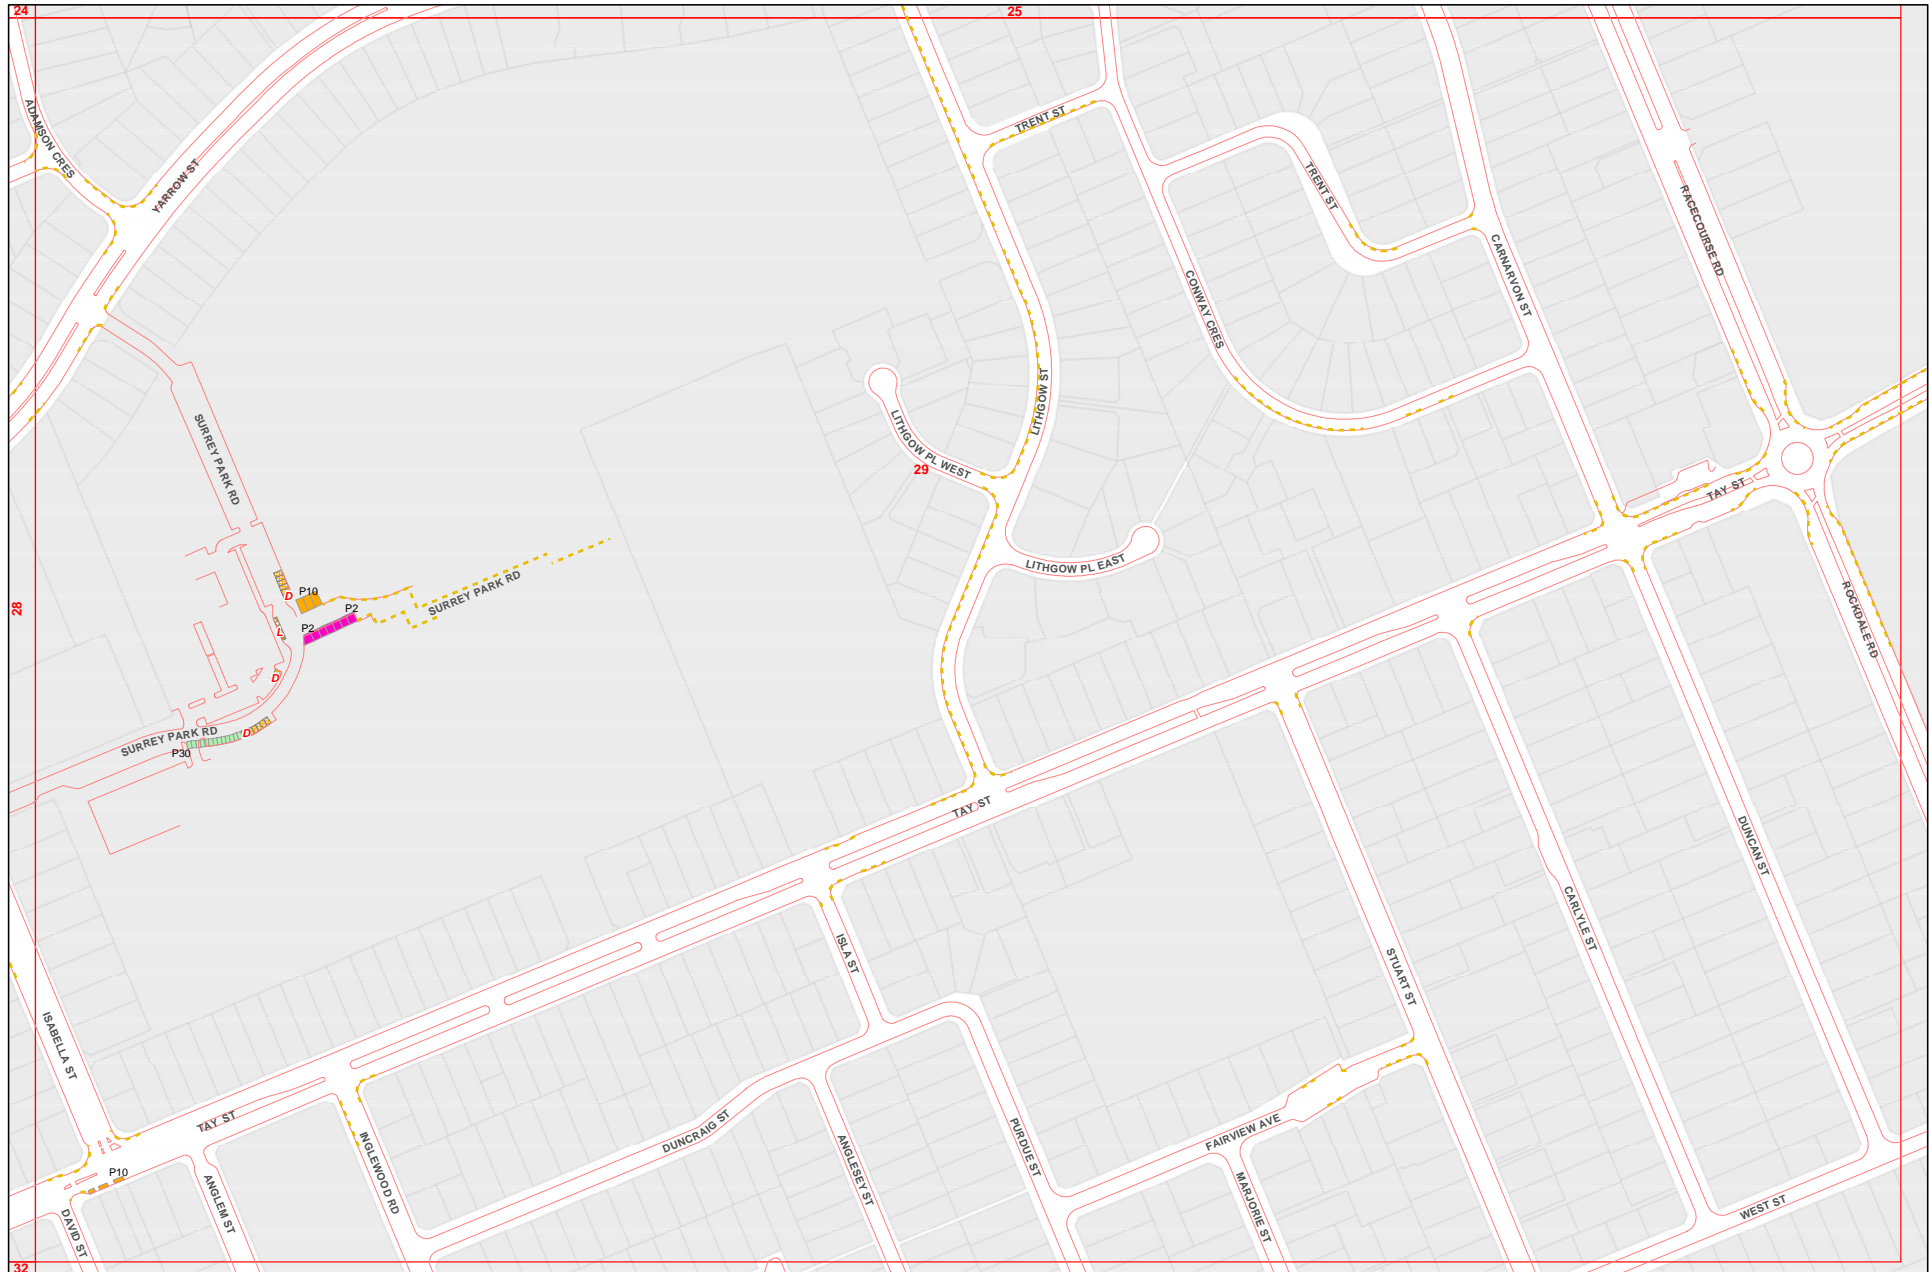 24
25
ADAMSON CRES
YARROW ST
TRENT ST
TRENT ST
RACECOURSE RD
CARNARVON ST
CONWAY CRES
LITHGOW ST
LITHGOW PL WEST
29
SURREY PARK RD
TAY ST
LITHGOW PL EAST
SURREY PARK RD
28
D
P10
P2
P2
L
D
ROCKDALE RD
SURREY PARK RD
D
P30
TAY ST
DUNCAN ST
CARLYLE ST
ISLA ST
STUART ST
ISABELLA ST
TAY ST
DUNCRAIG ST
FAIRVIEW AVE
PURDUE ST
INGLEWOOD RD
ANGLESEY ST
P10
ANGLEM ST
MARJORIE ST
DAVID ST
WEST ST
32